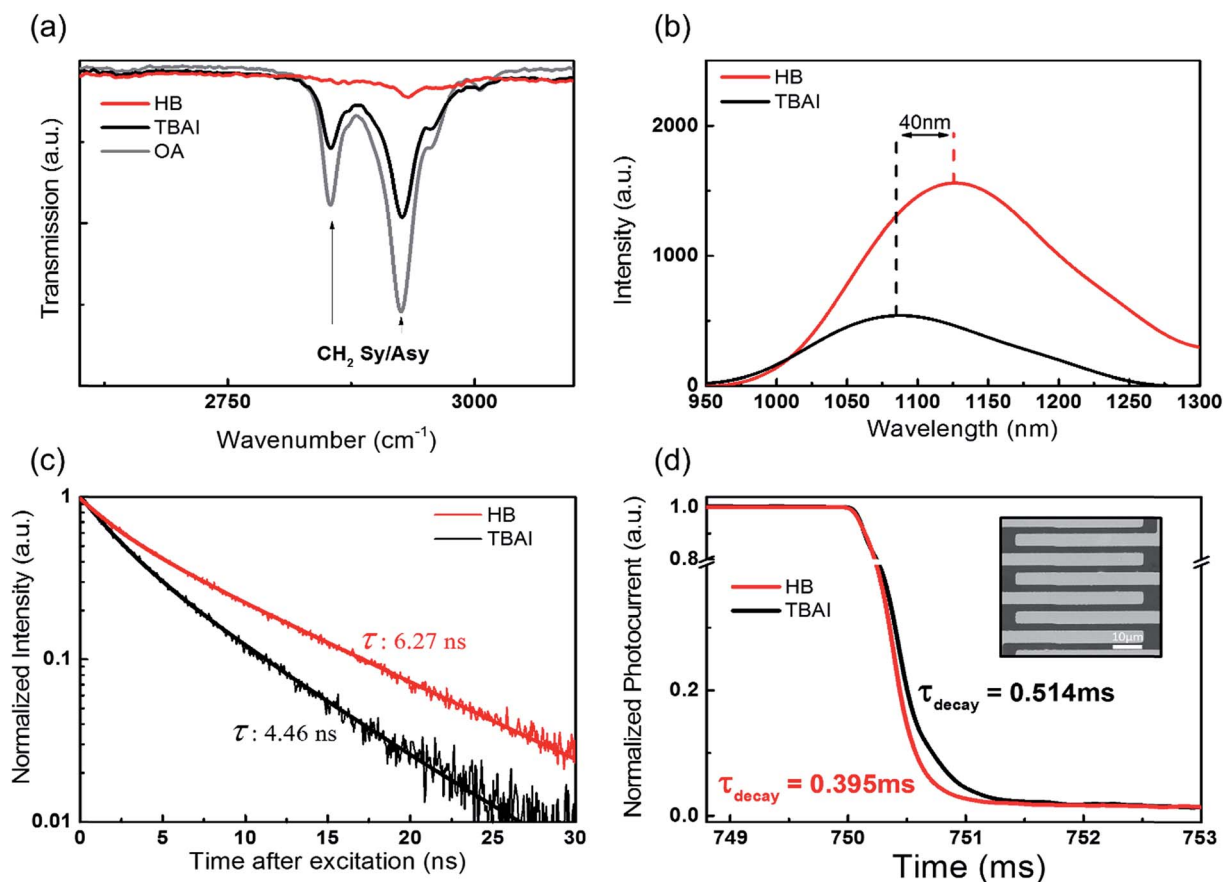 (a)
HB
TBAI
OA
CH₂ Sy/Asy
Transmission (a.u.)
2750
3000
Wavenumber (cm⁻¹)
(b)
HB
TBAI
40nm
Intensity (a.u.)
2000
1000
0
950 1000 1050 1100 1150 1200 1250 1300
Wavelength (nm)
(c)
HB
TBAI
τ : 6.27 ns
τ : 4.46 ns
Normalized Intensity (a.u.)
1
0.1
0.01
0 5 10 15 20 25 30
Time after excitation (ns)
(d)
Normalized Photocurrent (a.u.)
1.0
0.8
0.2
0.0
HB
TBAI
10μm
τdecay = 0.514ms
τdecay = 0.395ms
749 750 751 752 753
Time (ms)